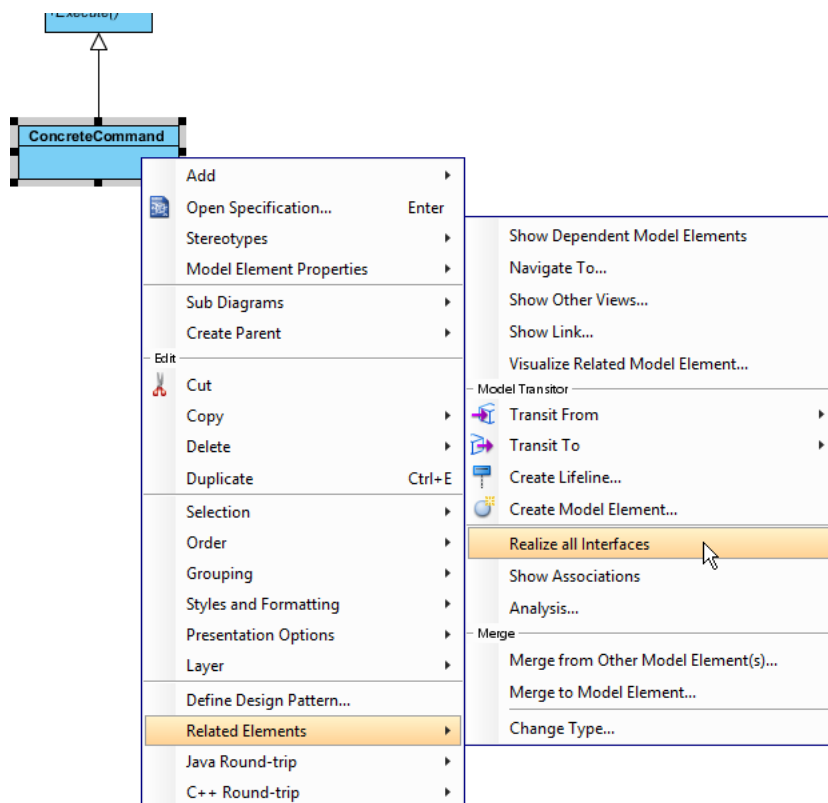 +Execute()
ConcreteCommand
Add
Open Specification... Enter
Stereotypes
Model Element Properties
Sub Diagrams
Create Parent
Edit
Cut
Copy
Delete
Duplicate Ctrl+E
Selection
Order
Grouping
Styles and Formatting
Presentation Options
Layer
Define Design Pattern...
Related Elements
Java Round-trip
C++ Round-trip
Show Dependent Model Elements
Navigate To...
Show Other Views...
Show Link...
Visualize Related Model Element...
Model Transitor
Transit From
Transit To
Create Lifeline...
Create Model Element...
Realize all Interfaces
Show Associations
Analysis...
Merge
Merge from Other Model Element(s)...
Merge to Model Element...
Change Type...